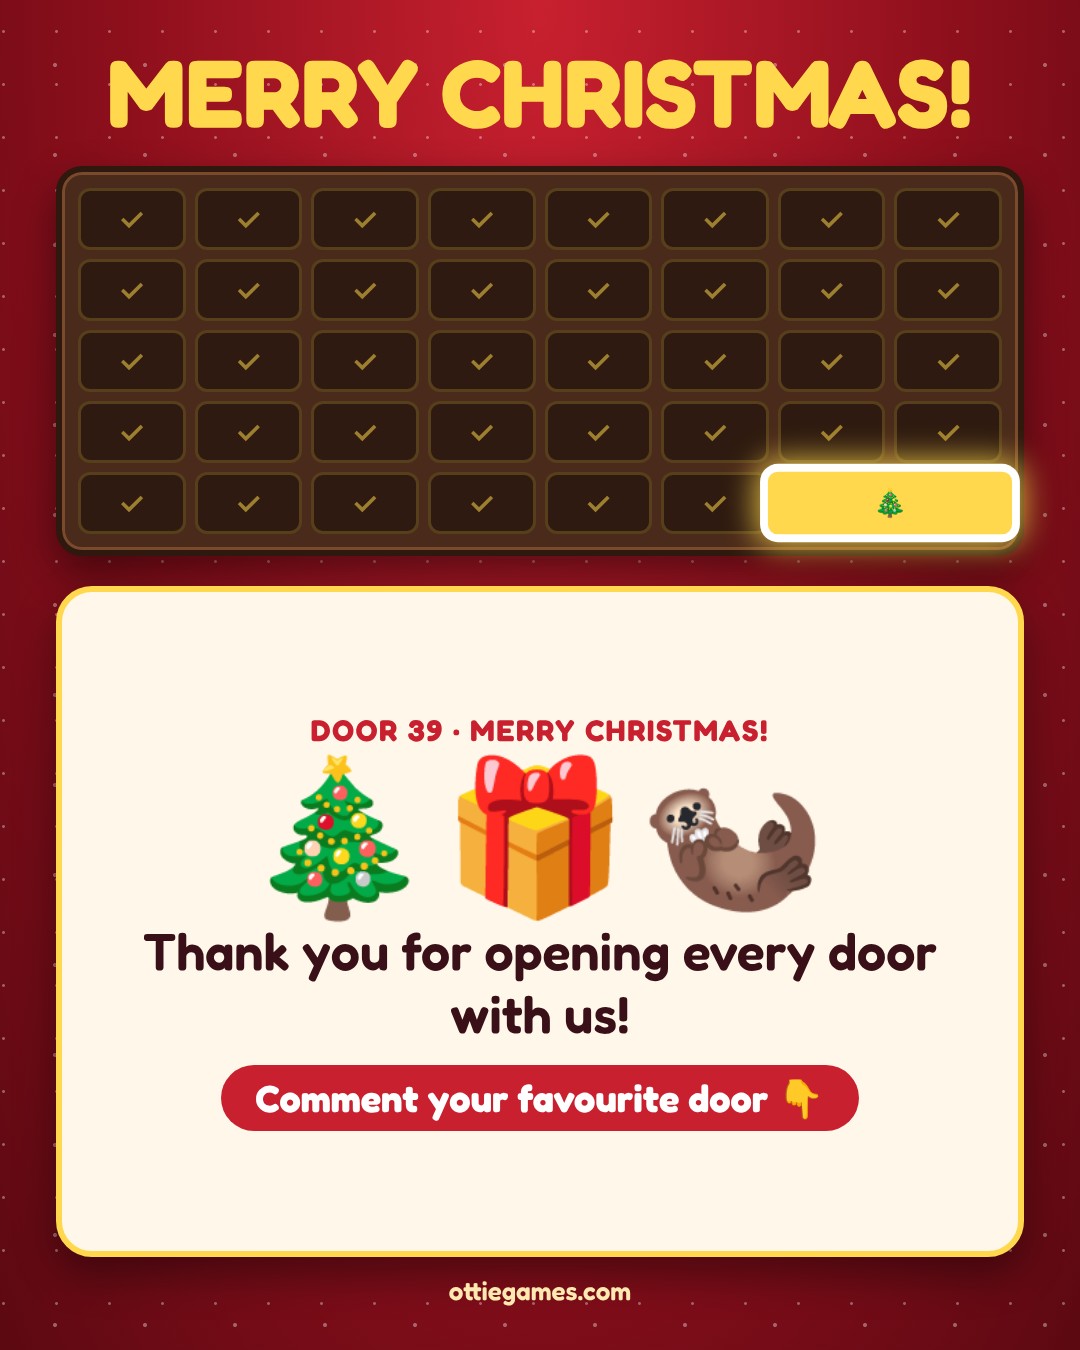 MERRY CHRISTMAS!
DOOR 39 · MERRY CHRISTMAS!
Thank you for opening every door
with us!
Comment your favourite door 👇
ottiegames.com